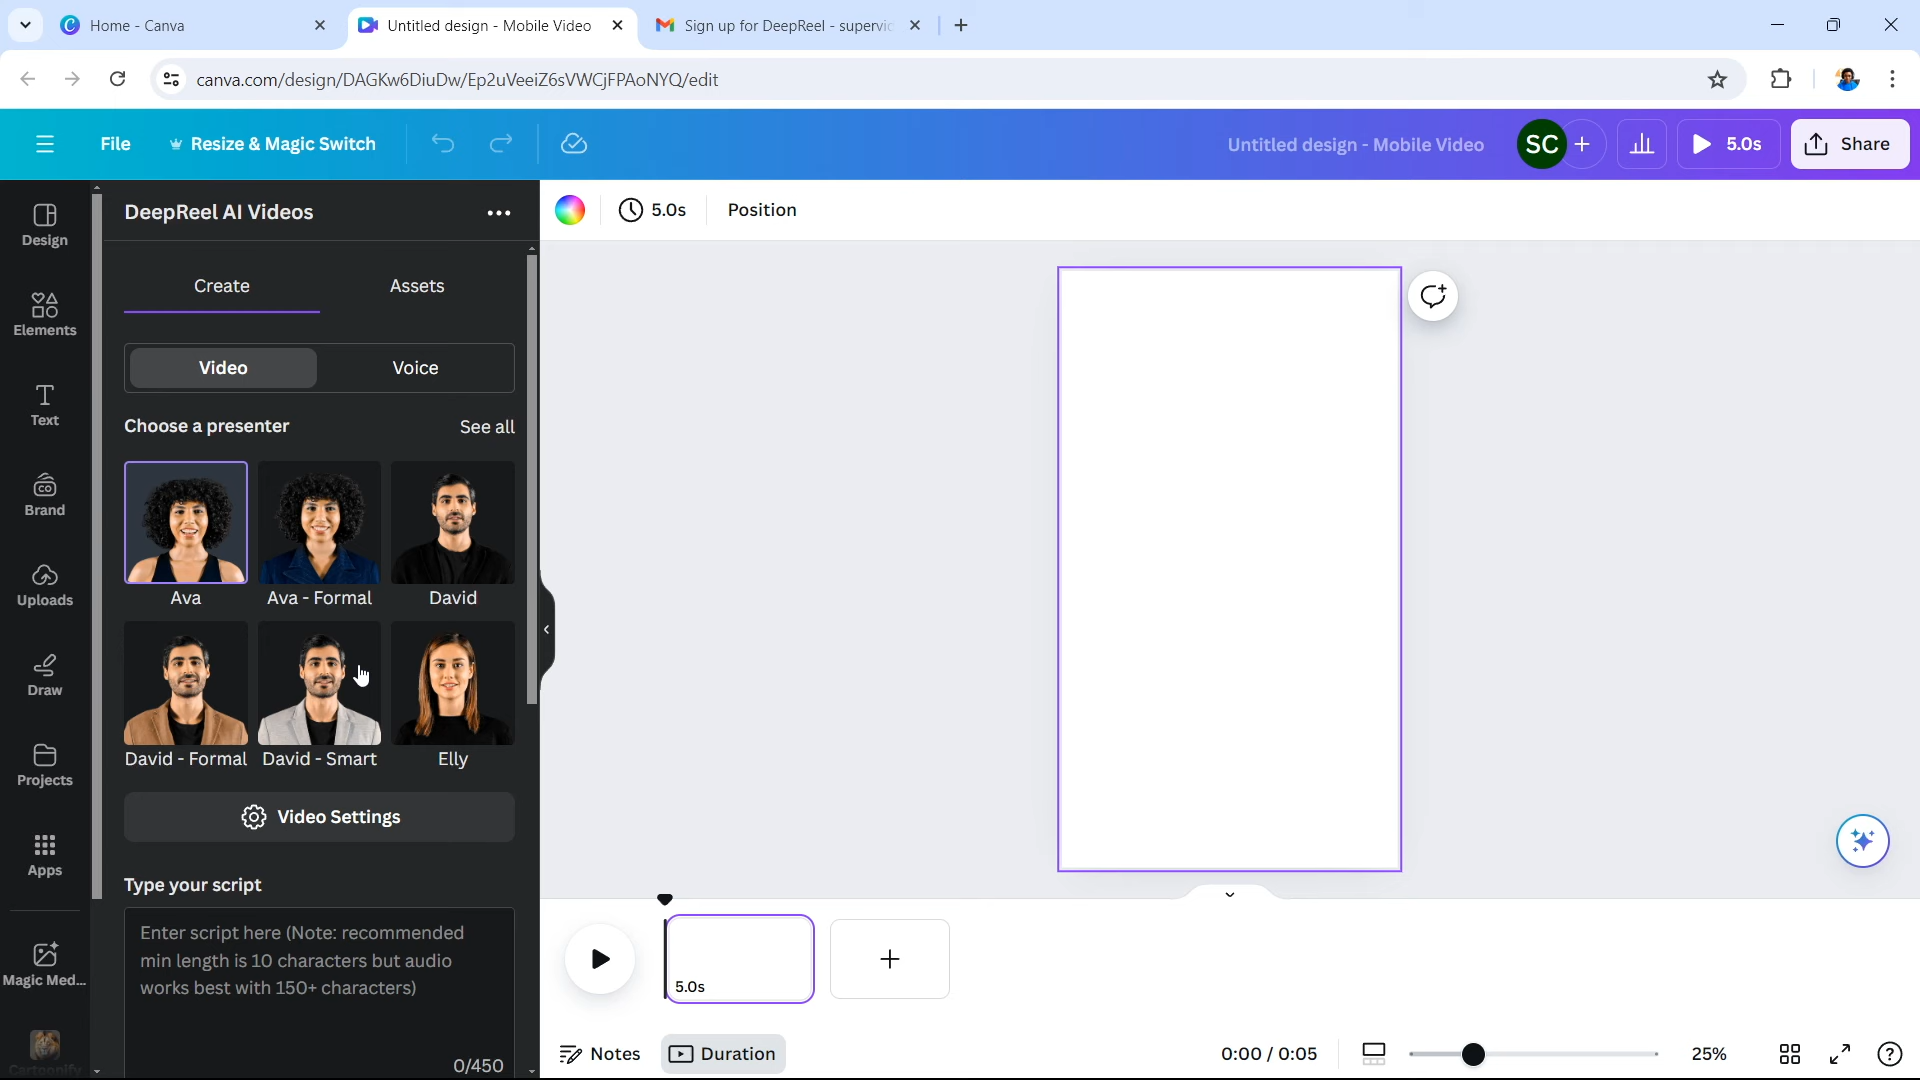 Home - Canva
Untitled design - Mobile Video
Sign up for DeepReel - supervi
canva.com/design/DAGKw6DiuDw/Ep2uVeeiZ6sVWCjFPAoNYQ/edit
File
Resize & Magic Switch
Untitled design - Mobile Video
SC
5.0s
Share
Design
Elements
Text
Brand
Uploads
Draw
Projects
Apps
Magic Med...
Cartoonify
DeepReel AI Videos
Create
Assets
Video
Voice
Choose a presenter
See all
Ava
Ava - Formal
David
David - Formal
David - Smart
Elly
Video Settings
Type your script
Enter script here (Note: recommended
min length is 10 characters but audio
works best with 150+ characters)
0/450
5.0s
Position
5.0s
Notes
Duration
0:00 / 0:05
25%